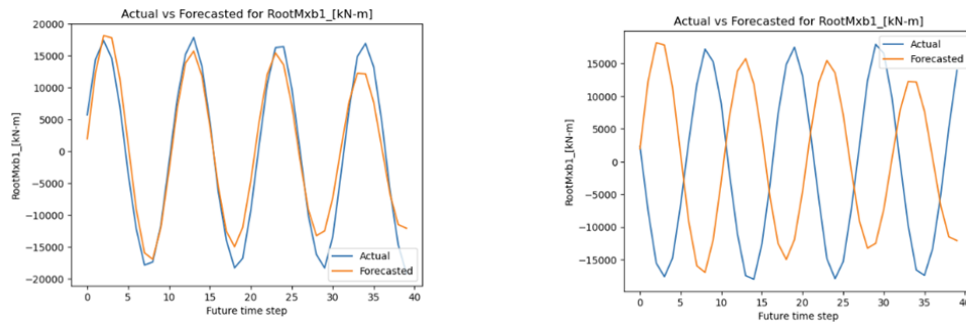 Actual vs Forecasted for RootMxb1_[kN-m]
20000
15000
10000
5000
0
-5000
-10000
-15000
-20000
RootMxb1_[kN-m]
0 5 10 15 20 25 30 35 40
Future time step
Actual
Forecasted
Actual vs Forecasted for RootMxb1_[kN-m]
15000
10000
5000
0
-5000
-10000
-15000
RootMxb1_[kN-m]
0 5 10 15 20 25 30 35 40
Future time step
Actual
Forecasted